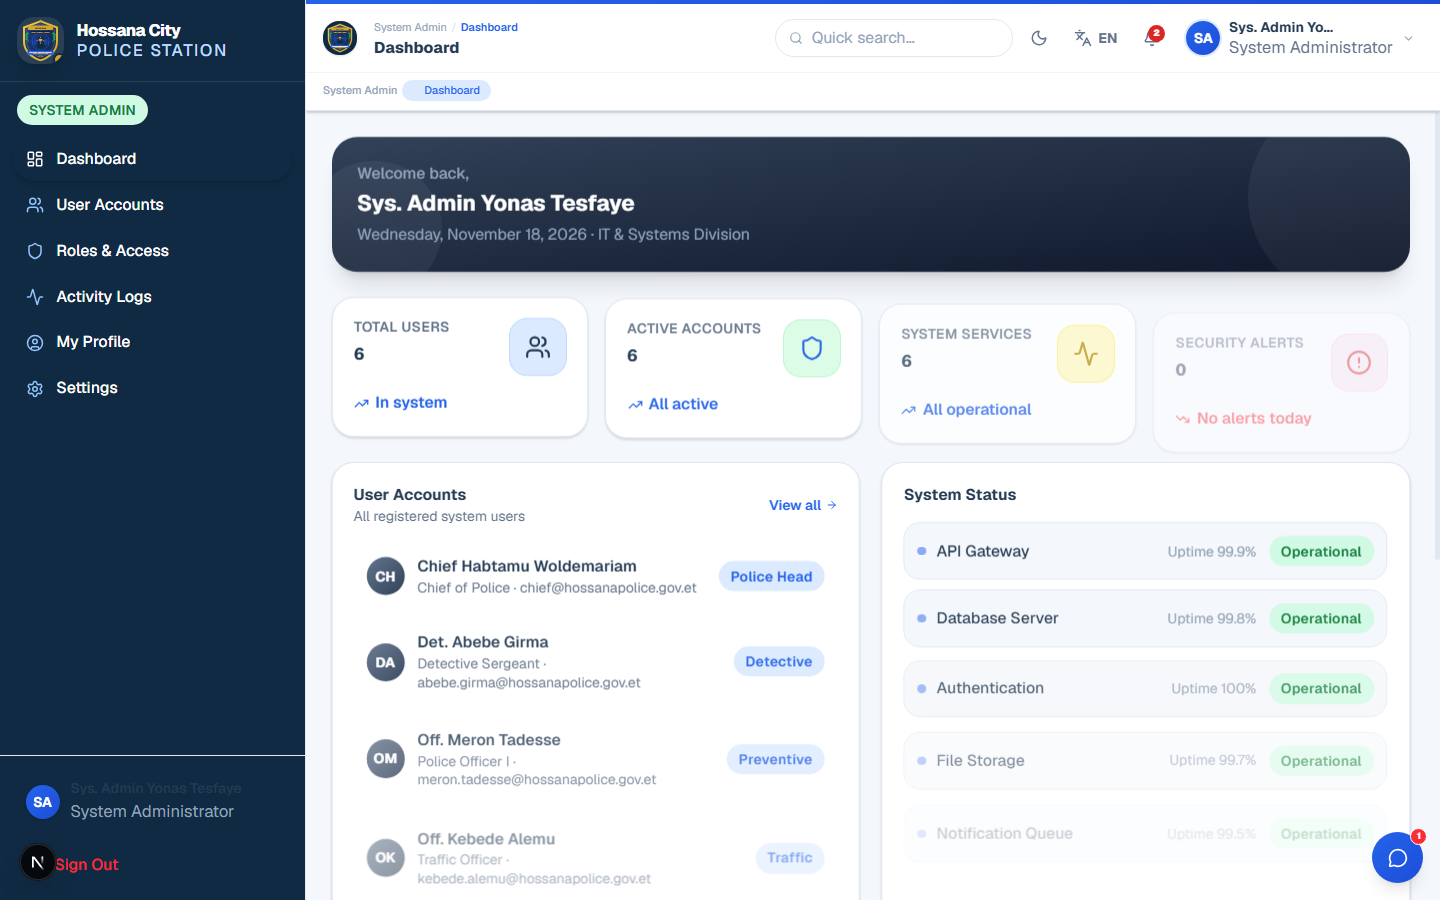 Hossana City
POLICE STATION
SYSTEM ADMIN
Dashboard
User Accounts
Roles & Access
Activity Logs
My Profile
Settings
SA
Sys. Admin Yonas Tesfaye
System Administrator
N
Sign Out
System Admin / Dashboard
Dashboard
Quick search...
EN
2
SA
Sys. Admin Yo...
System Administrator
System Admin
Dashboard
Welcome back,
Sys. Admin Yonas Tesfaye
Wednesday, November 18, 2026 · IT & Systems Division
TOTAL USERS
6
In system
ACTIVE ACCOUNTS
6
All active
SYSTEM SERVICES
6
All operational
SECURITY ALERTS
0
No alerts today
User Accounts
All registered system users
View all
CH
Chief Habtamu Woldemariam
Chief of Police · chief@hossanapolice.gov.et
Police Head
DA
Det. Abebe Girma
Detective Sergeant ·
abebe.girma@hossanapolice.gov.et
Detective
OM
Off. Meron Tadesse
Police Officer I ·
meron.tadesse@hossanapolice.gov.et
Preventive
OK
Off. Kebede Alemu
Traffic Officer ·
kebede.alemu@hossanapolice.gov.et
Traffic
System Status
API Gateway
Uptime 99.9%
Operational
Database Server
Uptime 99.8%
Operational
Authentication
Uptime 100%
Operational
File Storage
Uptime 99.7%
Operational
Notification Queue
Uptime 99.5%
Operational
1